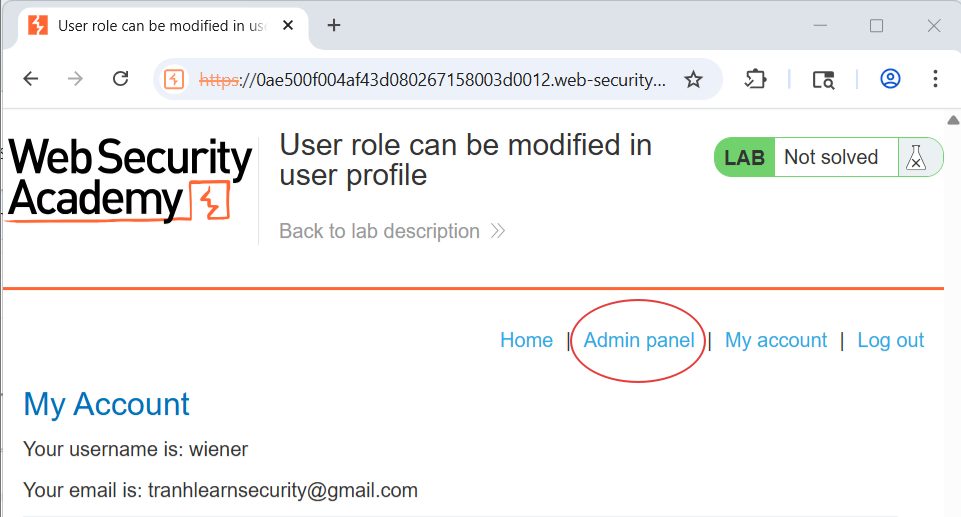 User role can be modified in us
https://0ae500f004af43d080267158003d0012.web-security...
Web Security
Academy
User role can be modified in
user profile
LAB Not solved
Back to lab description
Home | Admin panel | My account | Log out
My Account
Your username is: wiener
Your email is: tranhlearnsecurity@gmail.com